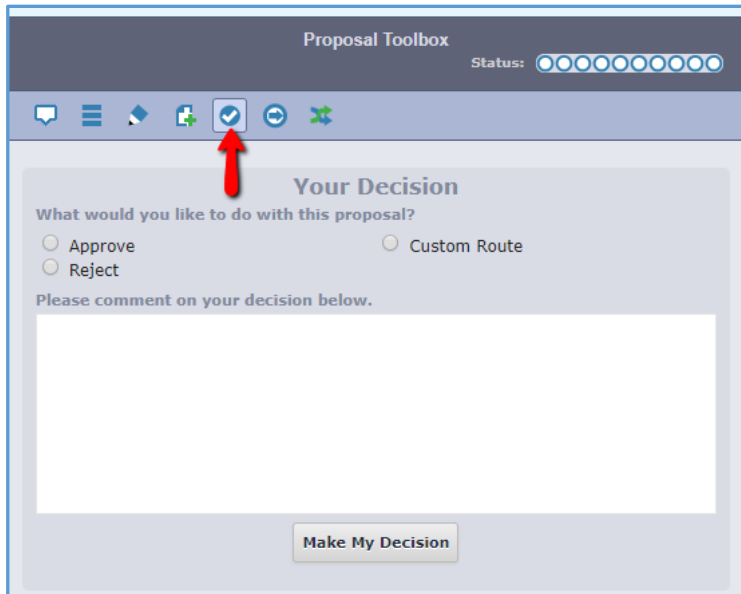 Proposal Toolbox
Status:
Your Decision
What would you like to do with this proposal?
Approve
Custom Route
Reject
Please comment on your decision below.
Make My Decision